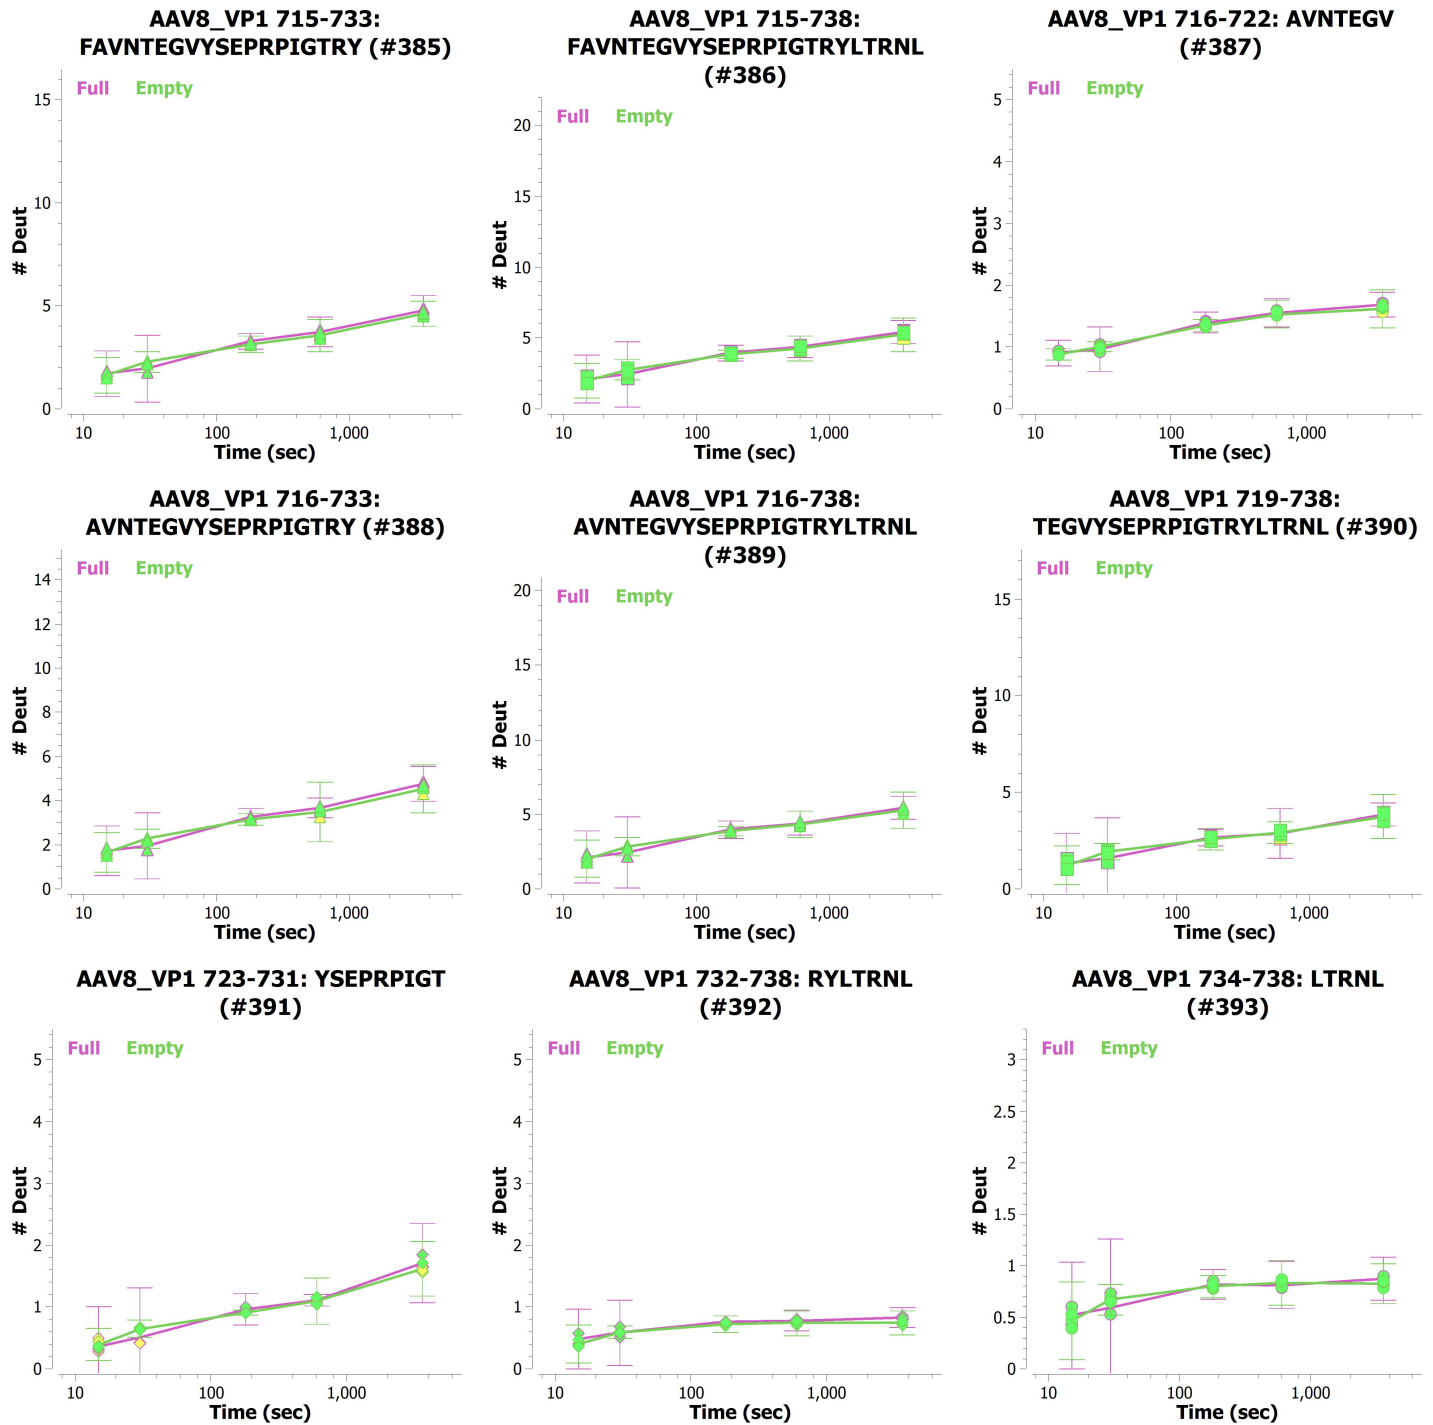 AAV8_VP1 715-733:
FAVNTEGVYSEPRPIGTRY (#385)
Full Empty
15
10
5
0
# Deut
10 100 1,000
Time (sec)
AAV8_VP1 715-738:
FAVNTEGVYSEPRPIGTRYLTRNL
(#386)
Full Empty
20
15
10
5
0
# Deut
10 100 1,000
Time (sec)
AAV8_VP1 716-722: AVNTEGV
(#387)
Full Empty
5
4
3
2
1
0
# Deut
10 100 1,000
Time (sec)
AAV8_VP1 716-733:
AVNTEGVYSEPRPIGTRY (#388)
Full Empty
14
12
10
8
6
4
2
0
# Deut
10 100 1,000
Time (sec)
AAV8_VP1 716-738:
AVNTEGVYSEPRPIGTRYLTRNL
(#389)
Full Empty
20
15
10
5
0
# Deut
10 100 1,000
Time (sec)
AAV8_VP1 719-738:
TEGVYSEPRPIGTRYLTRNL (#390)
Full Empty
15
10
5
0
# Deut
10 100 1,000
Time (sec)
AAV8_VP1 723-731: YSEPRPIGT
(#391)
Full Empty
5
4
3
2
1
0
# Deut
10 100 1,000
Time (sec)
AAV8_VP1 732-738: RYLTRNL
(#392)
Full Empty
5
4
3
2
1
0
# Deut
10 100 1,000
Time (sec)
AAV8_VP1 734-738: LTRNL
(#393)
Full Empty
3
2.5
2
1.5
1
0.5
0
# Deut
10 100 1,000
Time (sec)